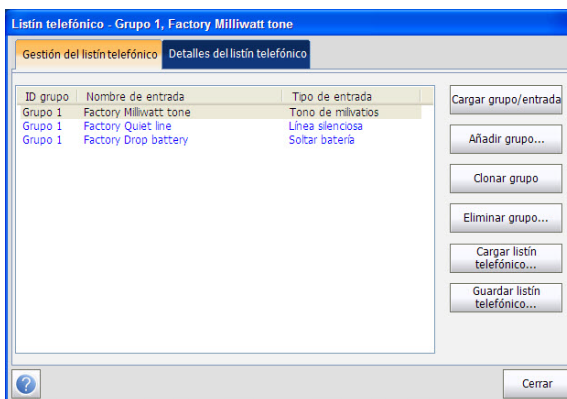 Listín telefónico - Grupo 1, Factory Milliwatt tone
Gestión del listín telefónico Detalles del listín telefónico
ID grupo Nombre de entrada Tipo de entrada
Grupo 1 Factory Milliwatt tone Tono de milivatios
Grupo 1 Factory Quiet line Línea silenciosa
Grupo 1 Factory Drop battery Soltar batería
Cargar grupo/entrada
Añadir grupo...
Clonar grupo
Eliminar grupo...
Cargar listín
telefónico...
Guardar listín
telefónico...
?
Cerrar